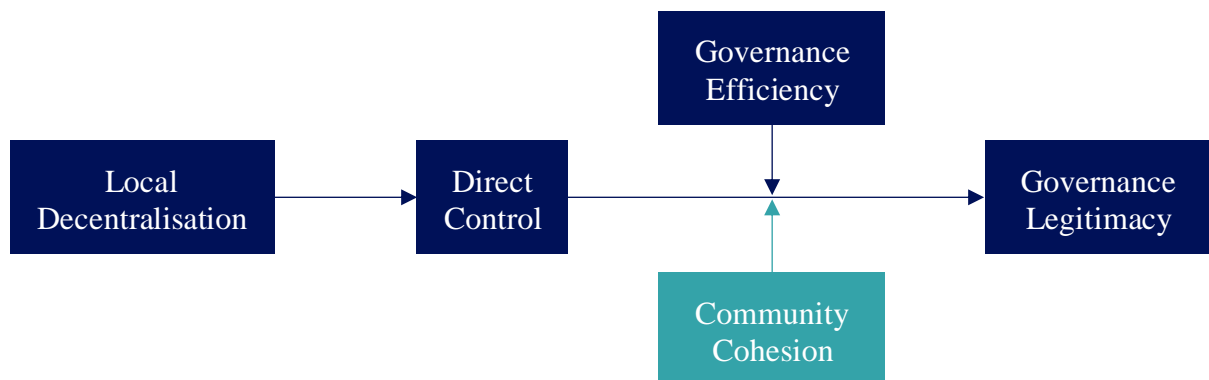 Governance
Efficiency
Local
Decentralisation
Direct
Control
Governance
Legitimacy
Community
Cohesion